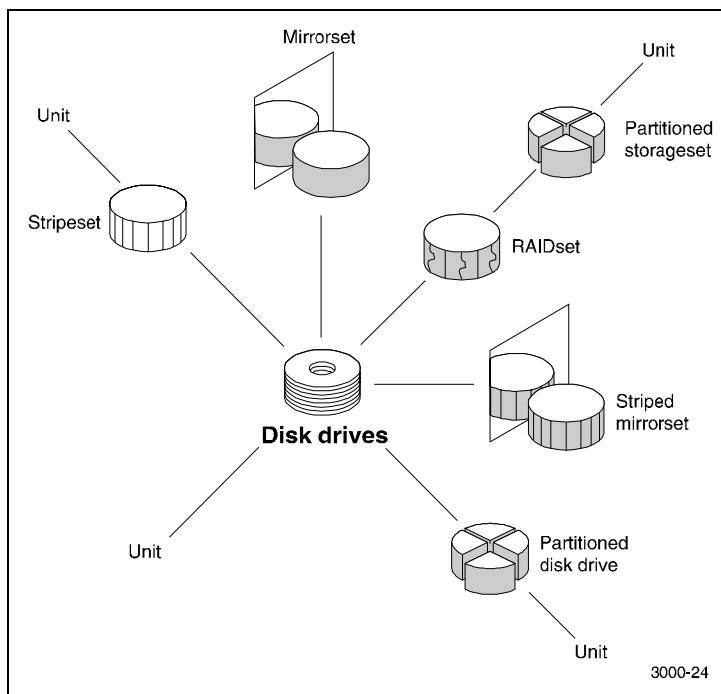 Mirrorset
Unit
Unit
Partitioned
storageset
Stripeset
RAIDset
Striped
mirrorset
Disk drives
Unit
Partitioned
disk drive
Unit
3000-24